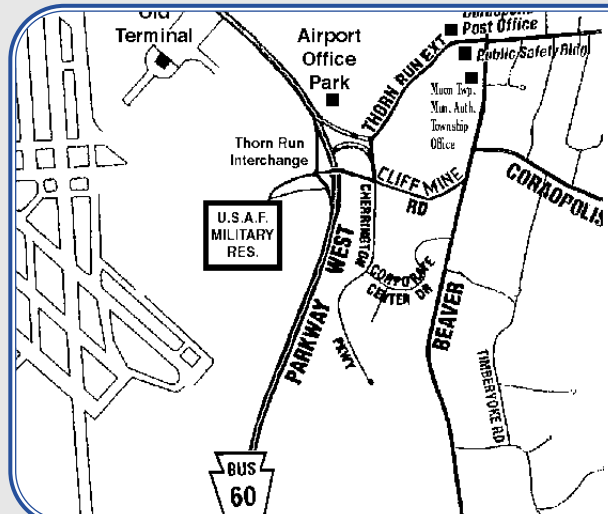 Old
Terminal
Airport
Office
Park
Post Office
Public Safety Bldg
Moon Twp.
Mun. Auth.
Township
Office
THORN RUN EXT
Thorn Run
Interchange
CLIFF MINE
RD
CORAOPOLIS
U.S.A.F.
MILITARY
RES.
CHERRINGTON
PKWY
CORPORATE
CENTER DR
PARKWAY WEST
BEAVER
TIMBERYOKE RD
BUS
60